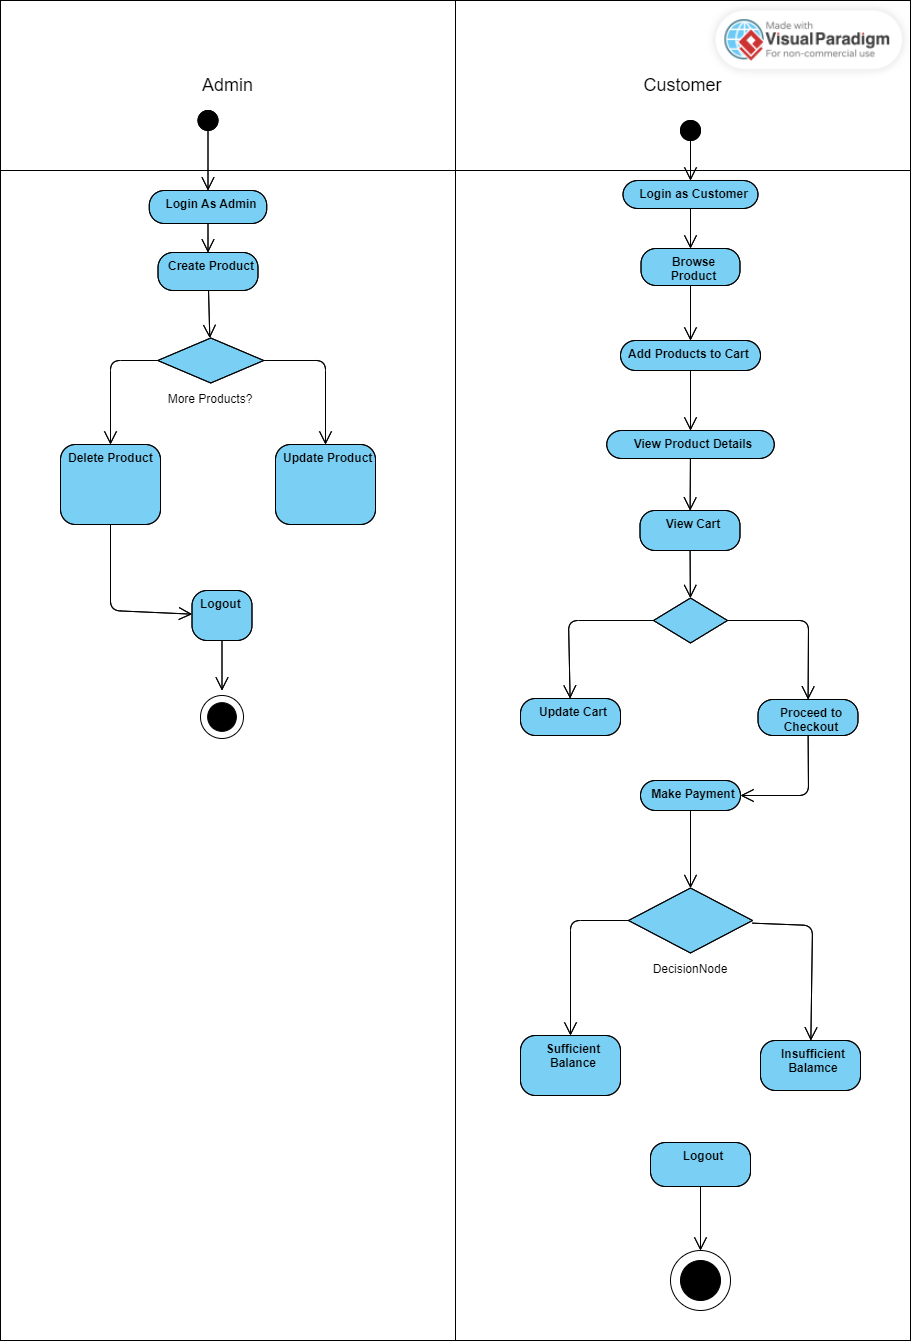 Made with
VisualParadigm
For non-commercial use
Admin
Customer
Login As Admin
Create Product
More Products?
Delete Product
Update Product
Logout
Login as Customer
Browse
Product
Add Products to Cart
View Product Details
View Cart
Update Cart
Proceed to
Checkout
Make Payment
DecisionNode
Sufficient
Balance
Insufficient
Balamce
Logout